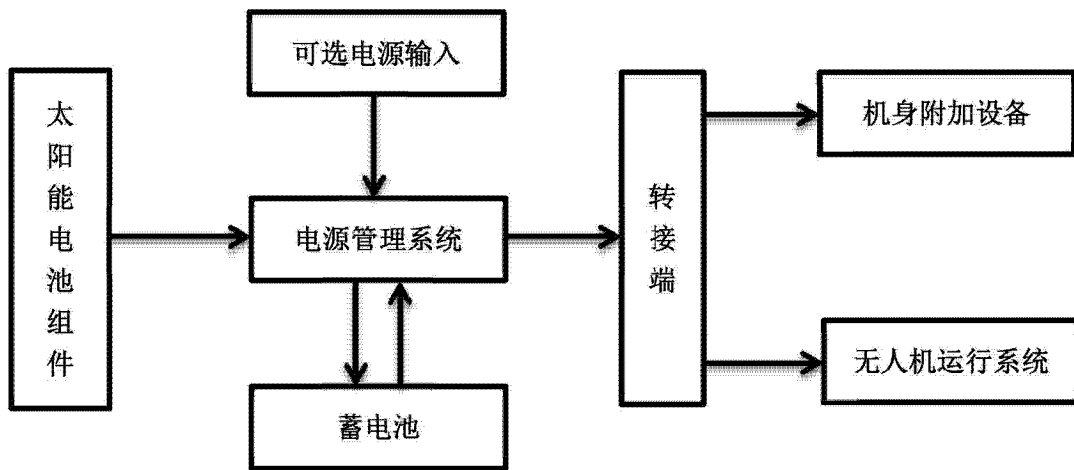 可选电源输入
太阳能电池组件
电源管理系统
蓄电池
转接端
机身附加设备
无人机运行系统